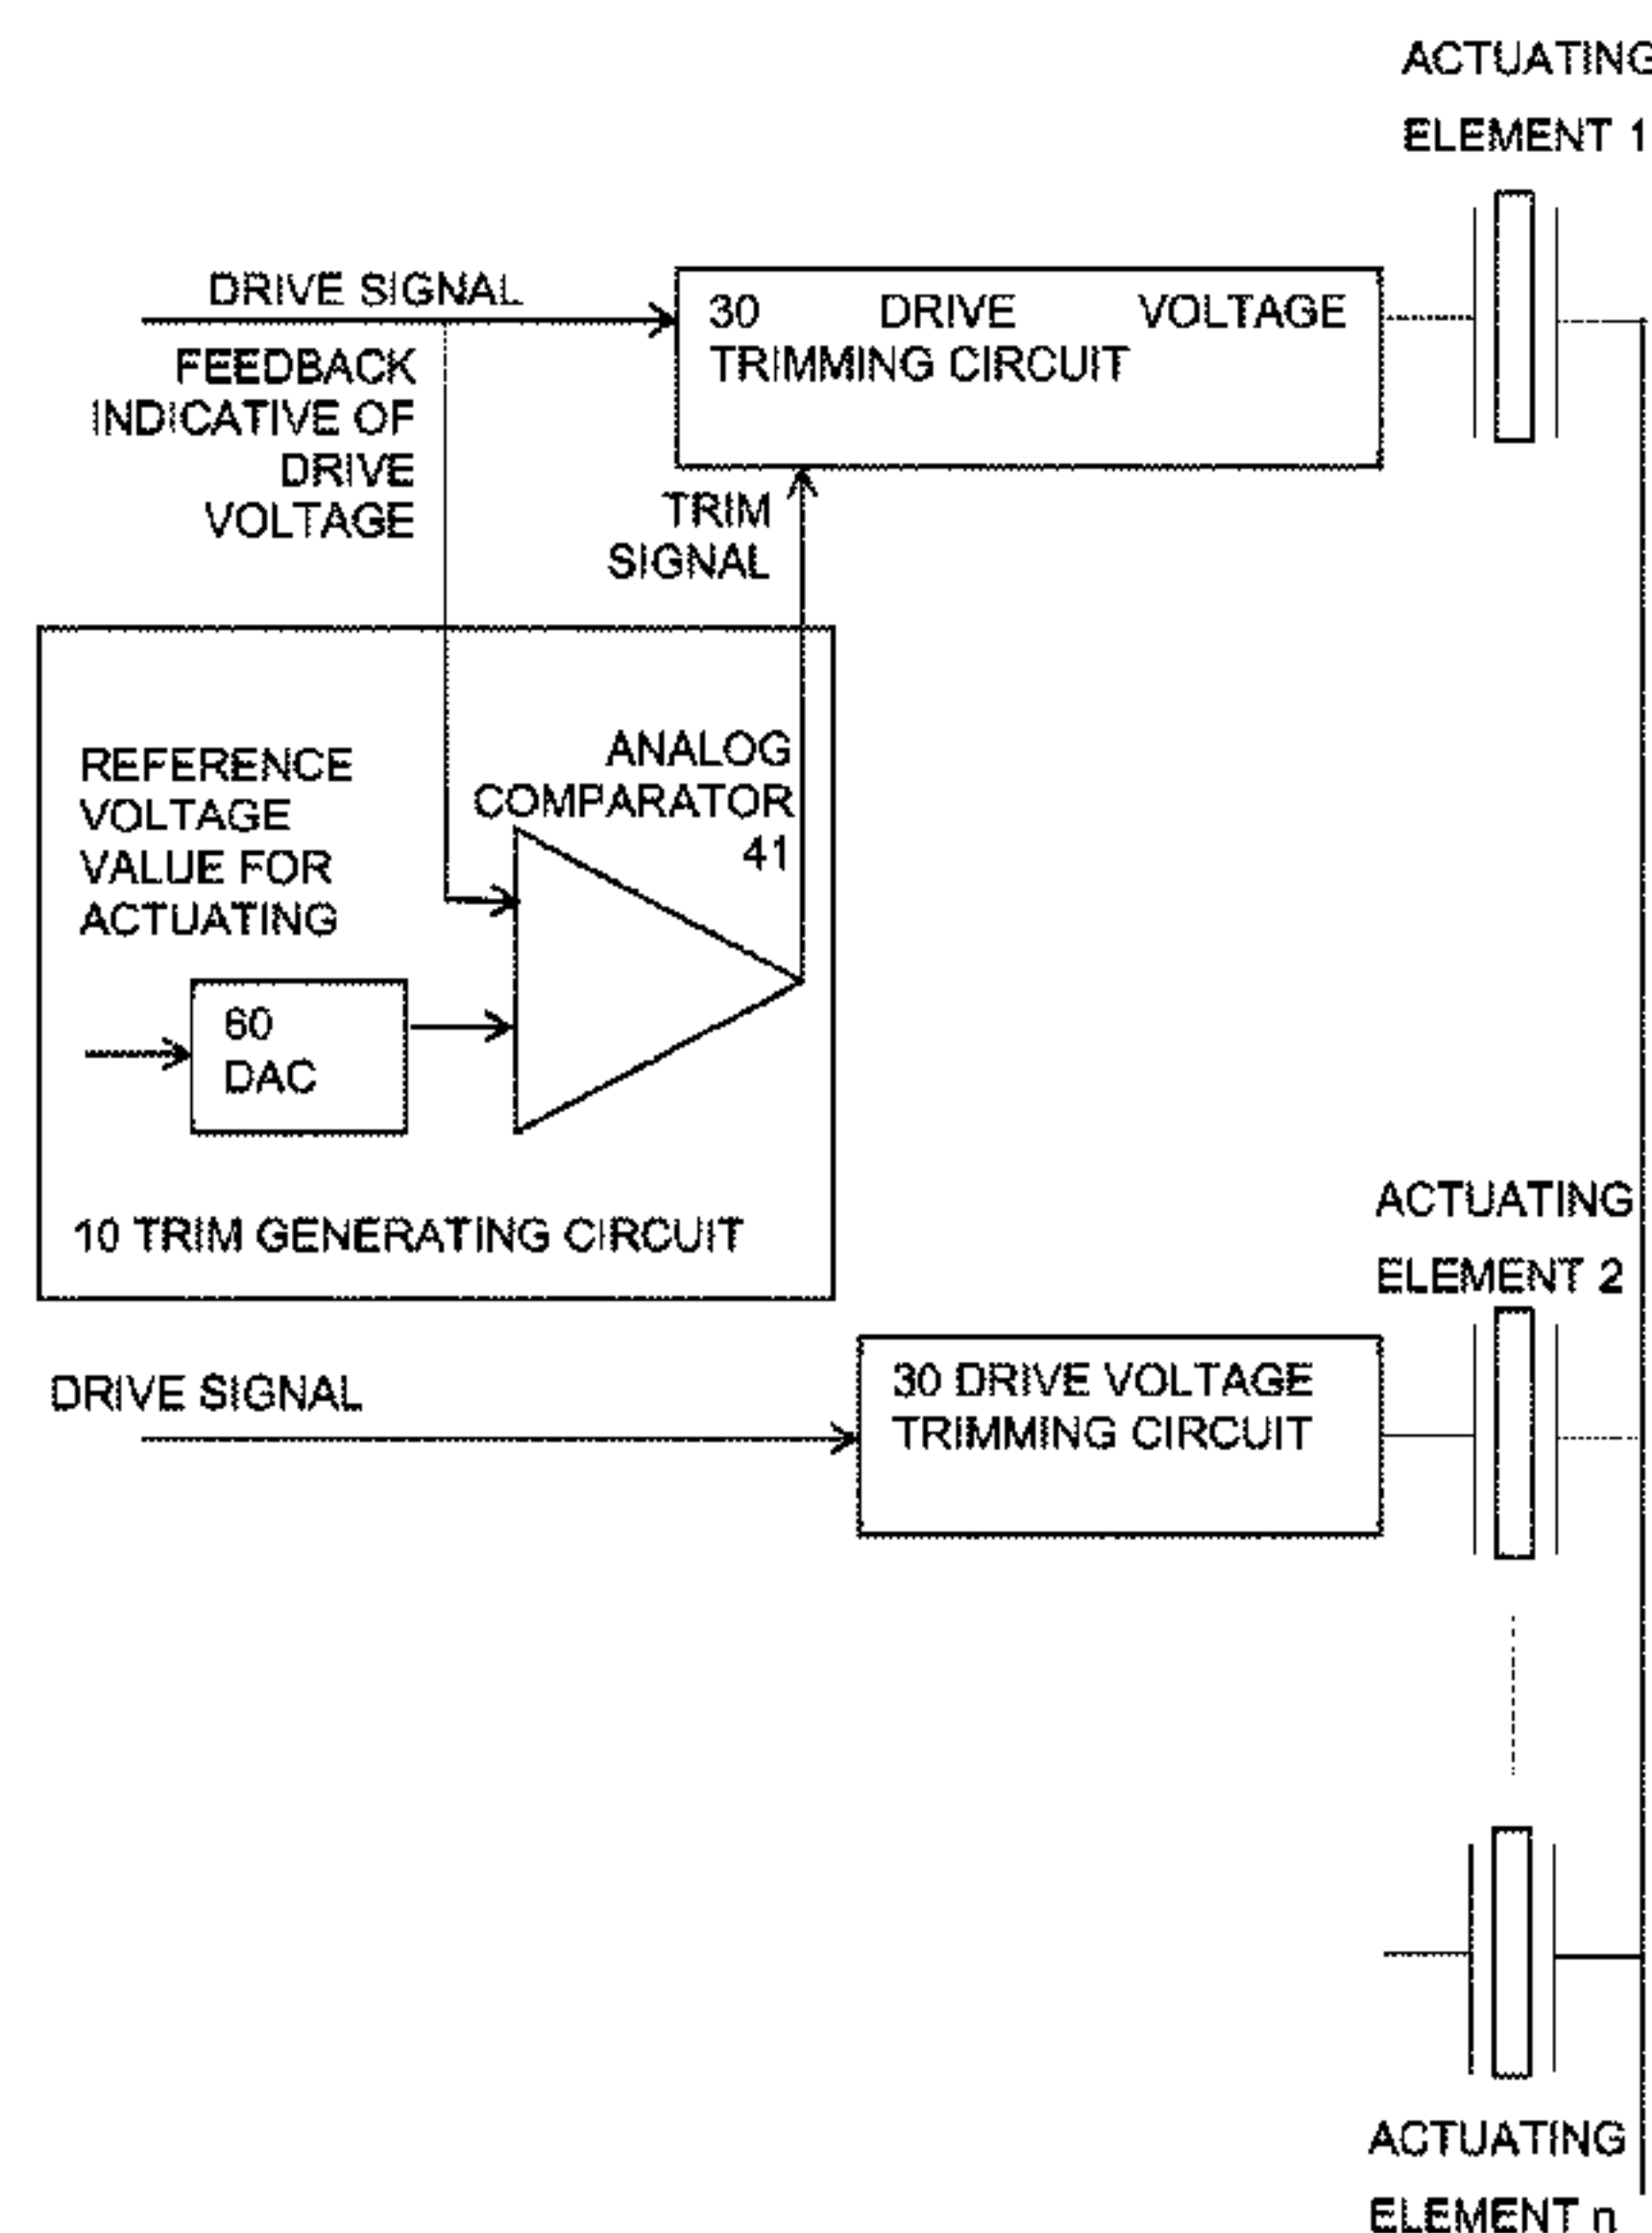 ACTUATING
ELEMENT 1
DRIVE SIGNAL
30 DRIVE VOLTAGE
TRIMMING CIRCUIT
FEEDBACK
INDICATIVE OF
DRIVE
VOLTAGE
TRIM
SIGNAL
REFERENCE
VOLTAGE
VALUE FOR
ACTUATING
ANALOG
COMPARATOR
41
60
DAC
10 TRIM GENERATING CIRCUIT
ACTUATING
ELEMENT 2
DRIVE SIGNAL
30 DRIVE VOLTAGE
TRIMMING CIRCUIT
ACTUATING
ELEMENT n